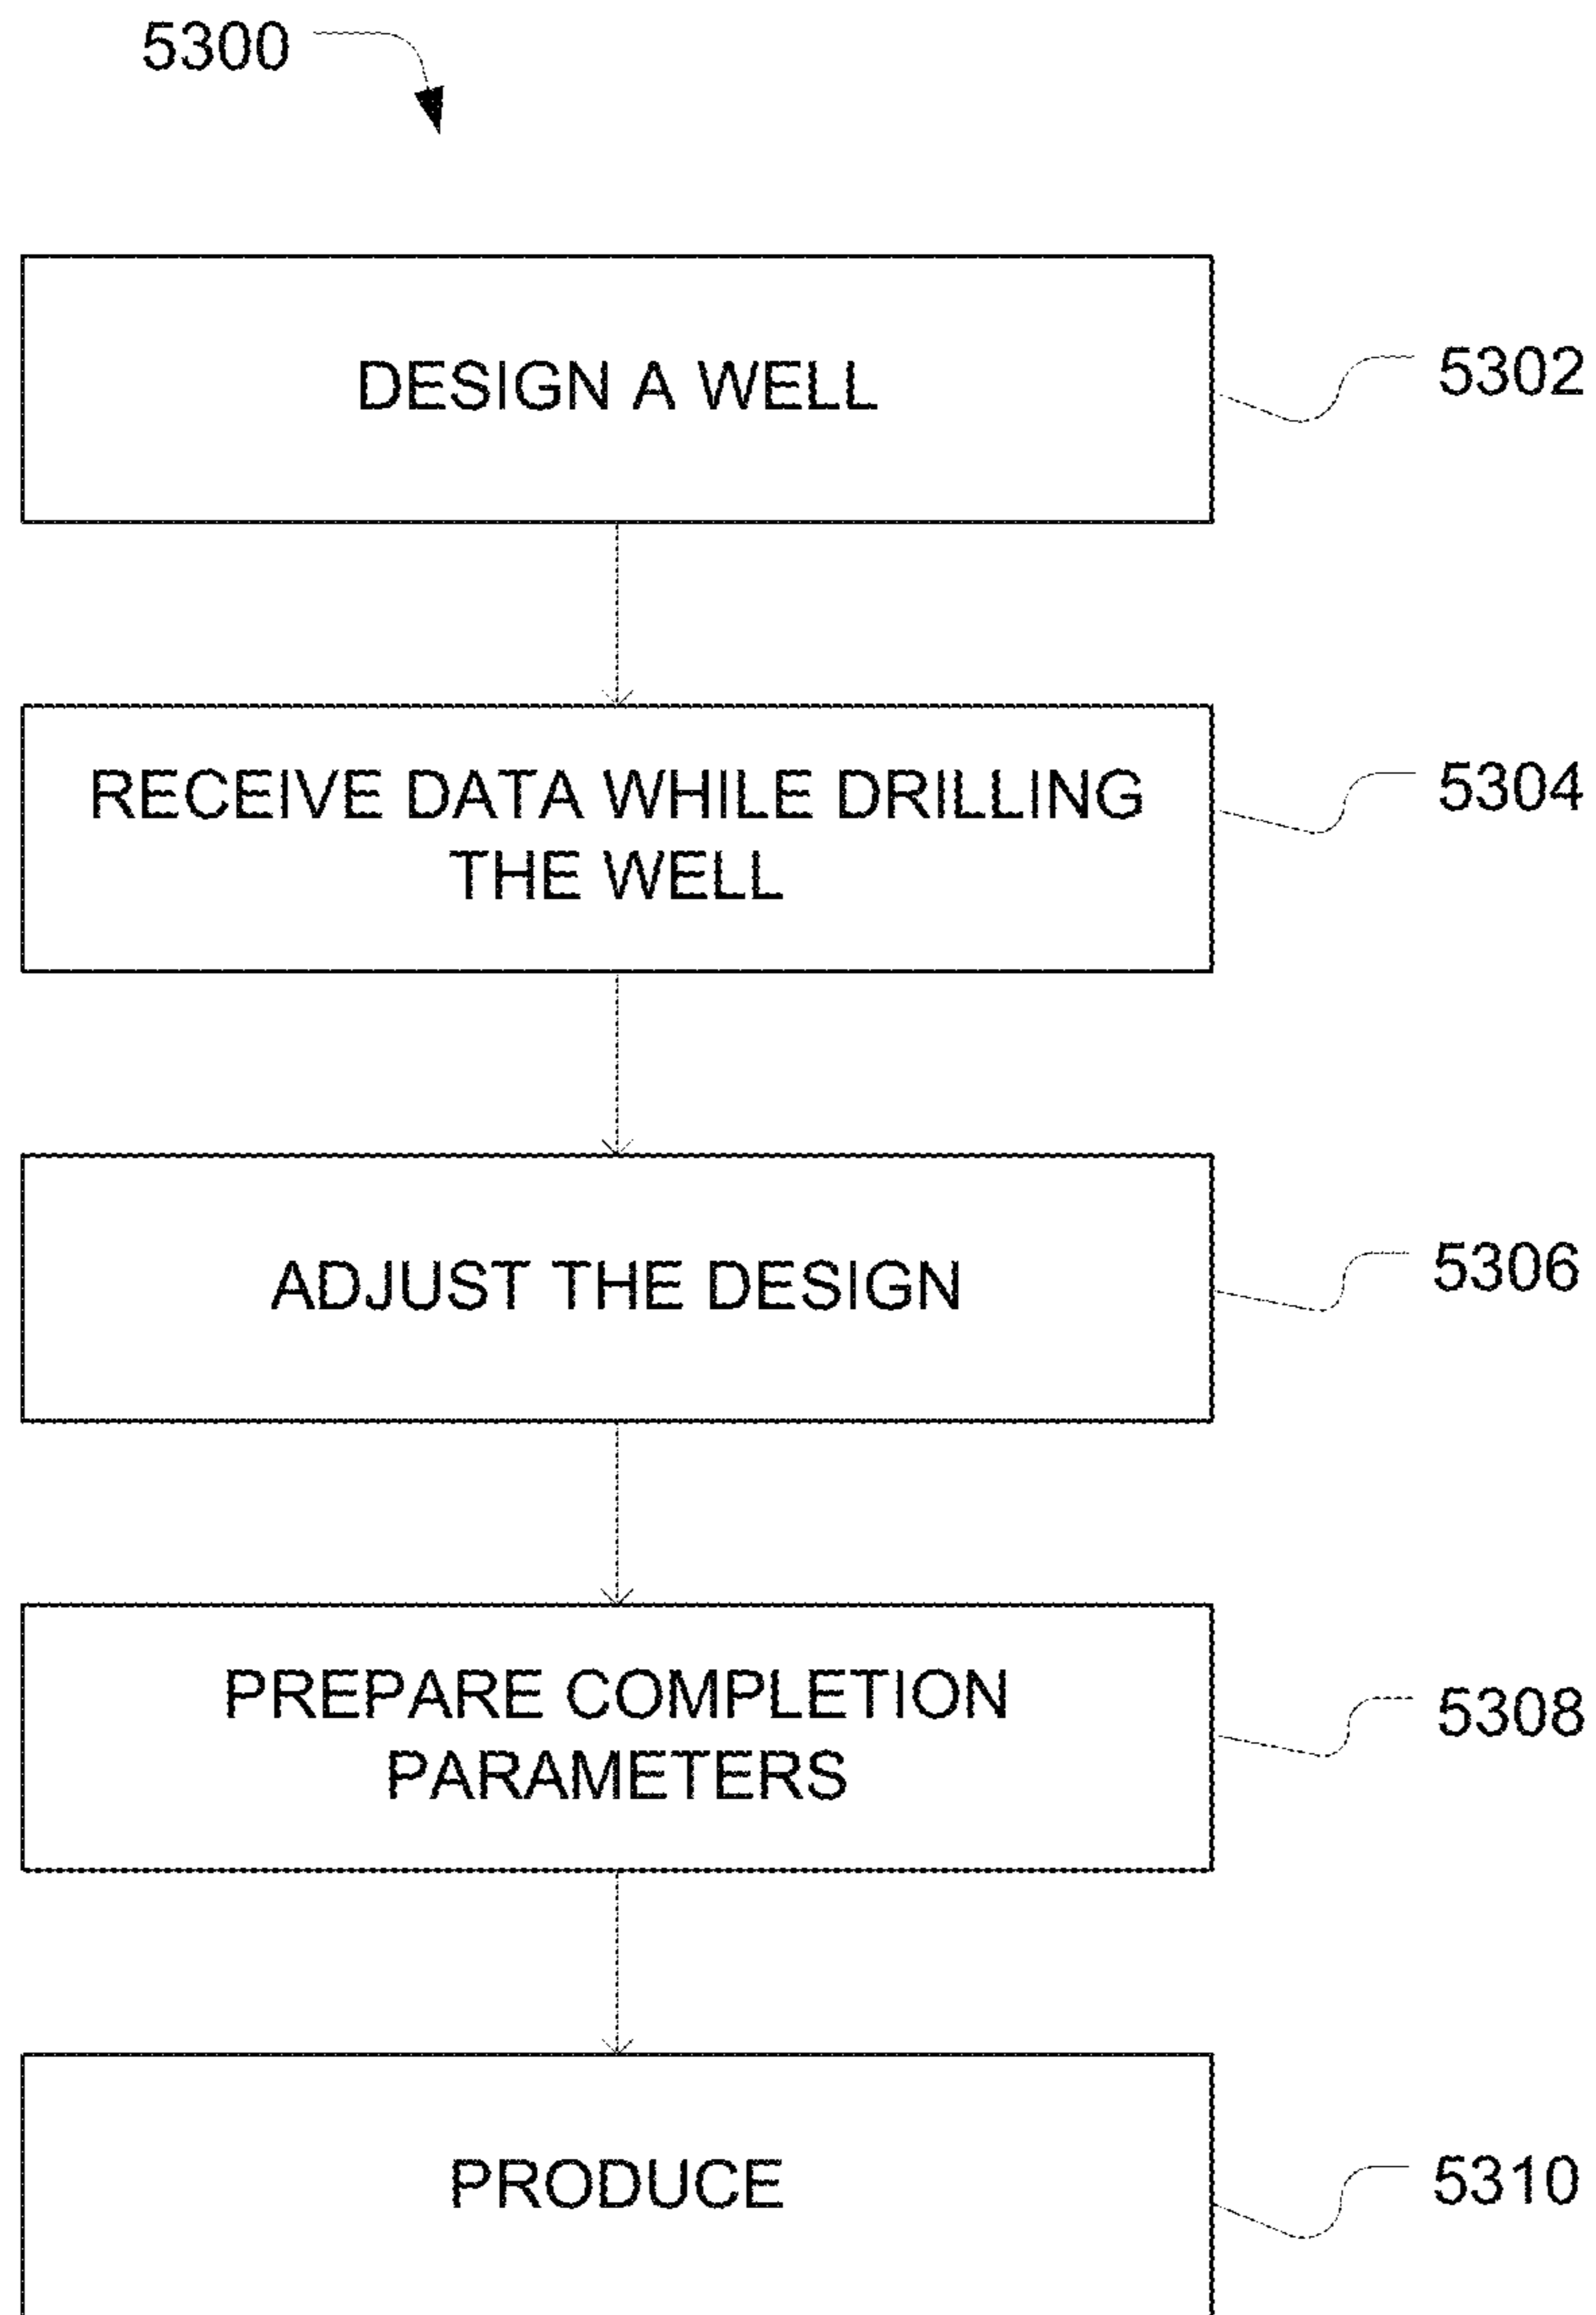 5300
DESIGN A WELL
5302
RECEIVE DATA WHILE DRILLING
THE WELL
5304
ADJUST THE DESIGN
5306
PREPARE COMPLETION
PARAMETERS
5308
PRODUCE
5310